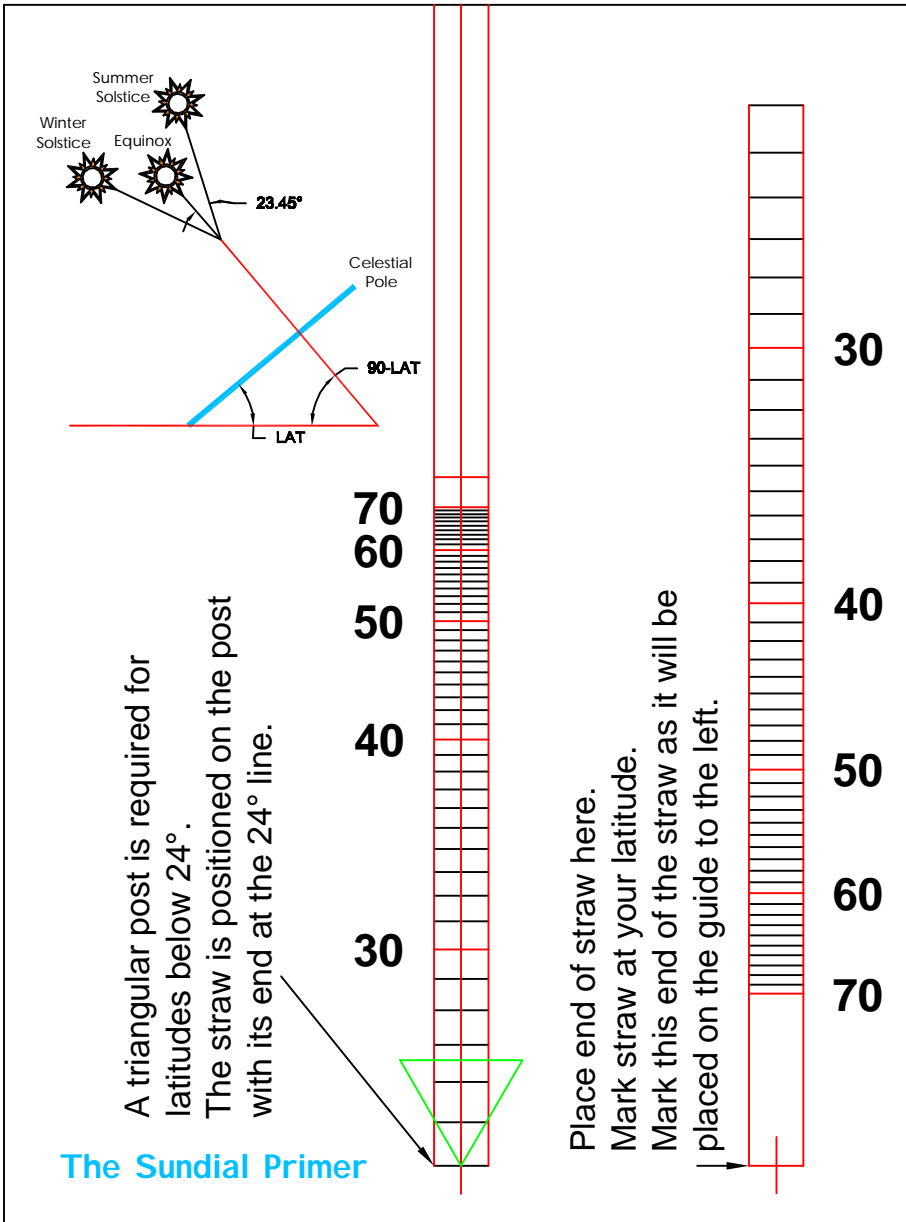 Summer
Solstice
Winter
Solstice
Equinox
23.45°
Celestial
Pole
90-LAT
LAT
70
60
50
40
30
A triangular post is required for
latitudes below 24°.
The straw is positioned on the post
with its end at the 24° line.
30
40
50
60
70
Place end of straw here.
Mark straw at your latitude.
Mark this end of the straw as it will be
placed on the guide to the left.
The Sundial Primer